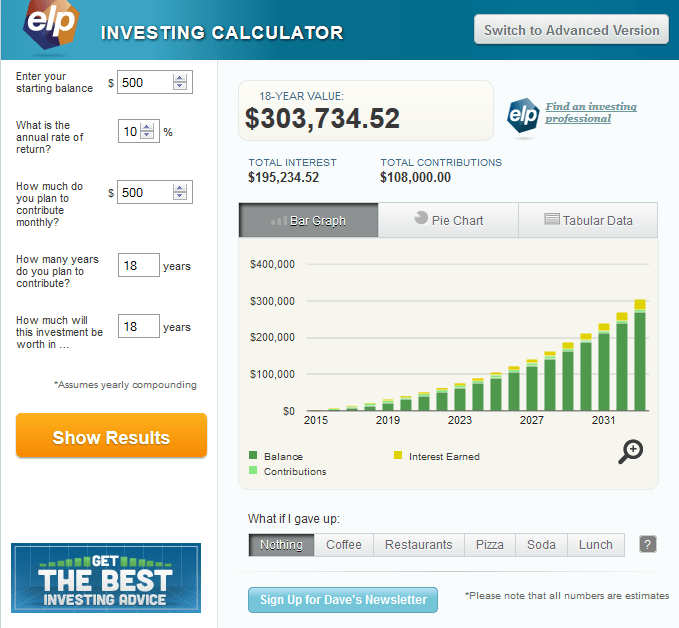 elp INVESTING CALCULATOR
Switch to Advanced Version
Enter your
starting balance
$ 500
What is the
annual rate of
return?
10 %
How much do
you plan to
contribute
monthly?
$ 500
How many years
do you plan to
contribute?
18 years
How much will
this investment be
worth in ...
18 years
*Assumes yearly compounding
Show Results
GET
THE BEST
INVESTING ADVICE
18-YEAR VALUE:
$303,734.52
elp
Find an investing
professional
TOTAL INTEREST
$195,234.52
TOTAL CONTRIBUTIONS
$108,000.00
Bar Graph Pie Chart Tabular Data
$400,000
$300,000
$200,000
$100,000
$0
2015 2019 2023 2027 2031
Balance Interest Earned
Contributions
What if I gave up:
Nothing Coffee Restaurants Pizza Soda Lunch ?
Sign Up for Dave's Newsletter
*Please note that all numbers are estimates